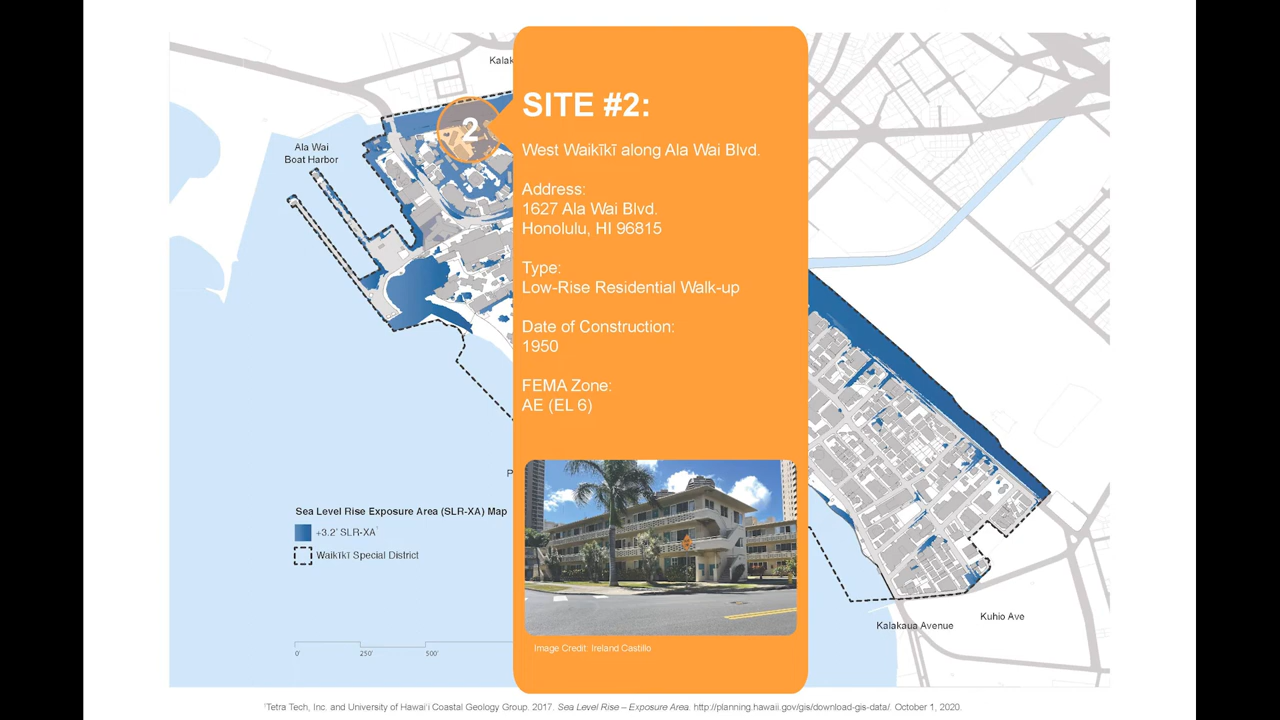 Kalak
Ala Wai
Boat Harbor
2
SITE #2:
West Waikīkī along Ala Wai Blvd.
Address:
1627 Ala Wai Blvd.
Honolulu, HI 96815
Type:
Low-Rise Residential Walk-up
Date of Construction:
1950
FEMA Zone:
AE (EL 6)
Image Credit: Ireland Castillo
P
Sea Level Rise Exposure Area (SLR-XA) Map
+3.2' SLR-XA¹
Waikīkī Special District
0' 250' 500'
Kalakaua Avenue
Kuhio Ave
¹Tetra Tech, Inc. and University of Hawaiʻi Coastal Geology Group. 2017. Sea Level Rise – Exposure Area. http://planning.hawaii.gov/gis/download-gis-data/. October 1, 2020.